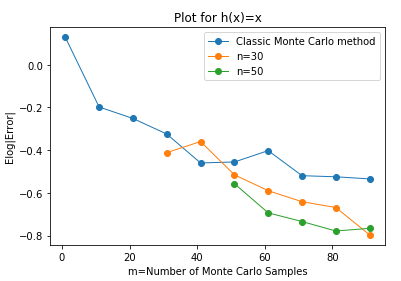 Plot for h(x)=x
Classic Monte Carlo method
n=30
n=50
Elog|Error|
0.0
−0.2
−0.4
−0.6
−0.8
0 20 40 60 80
m=Number of Monte Carlo Samples